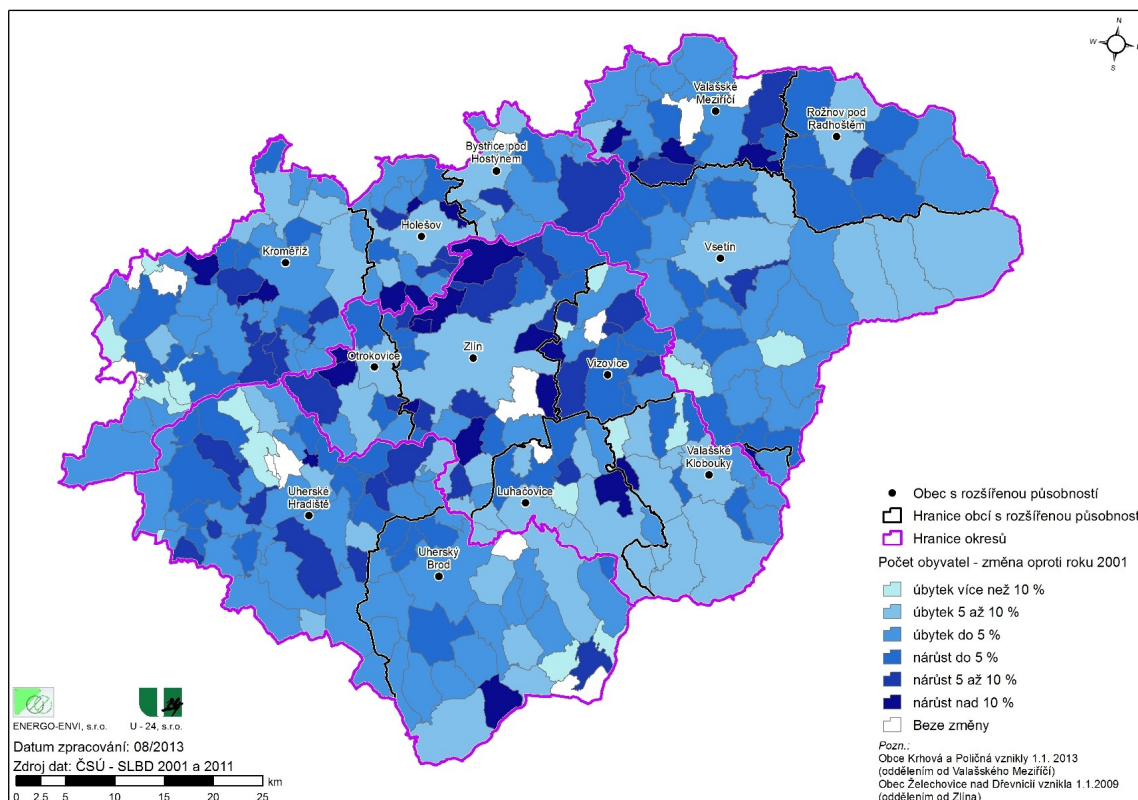 N
W
S
Valašské
Meziříčí
Rožnov pod
Radhoštěm
Bystřice pod
Hostýnem
Holešov
Vsetín
Kroměříž
Zlín
Otrokovice
Vizovice
Valašské
Klobouky
Luhačovice
Uherské
Hradiště
Uherský
Brod
Obec s rozšířenou působností
Hranice obcí s rozšířenou působnost
Hranice okresů
Počet obyvatel - změna oproti roku 2001
úbytek více než 10 %
úbytek 5 až 10 %
úbytek do 5 %
nárůst do 5 %
nárůst 5 až 10 %
nárůst nad 10 %
Beze změny
Pozn.:
Obce Krhová a Poličná vznikly 1.1. 2013
(oddělením od Valašského Meziříčí)
Obec Želechovice nad Dřevnicí vznikla 1.1.2009
(oddělením od Zlína)
ENERGO-ENVI, s.r.o. U - 24, s.r.o.
Datum zpracování: 08/2013
Zdroj dat: ČSÚ - SLBD 2001 a 2011
0 2,5 5 10 15 20 25 km